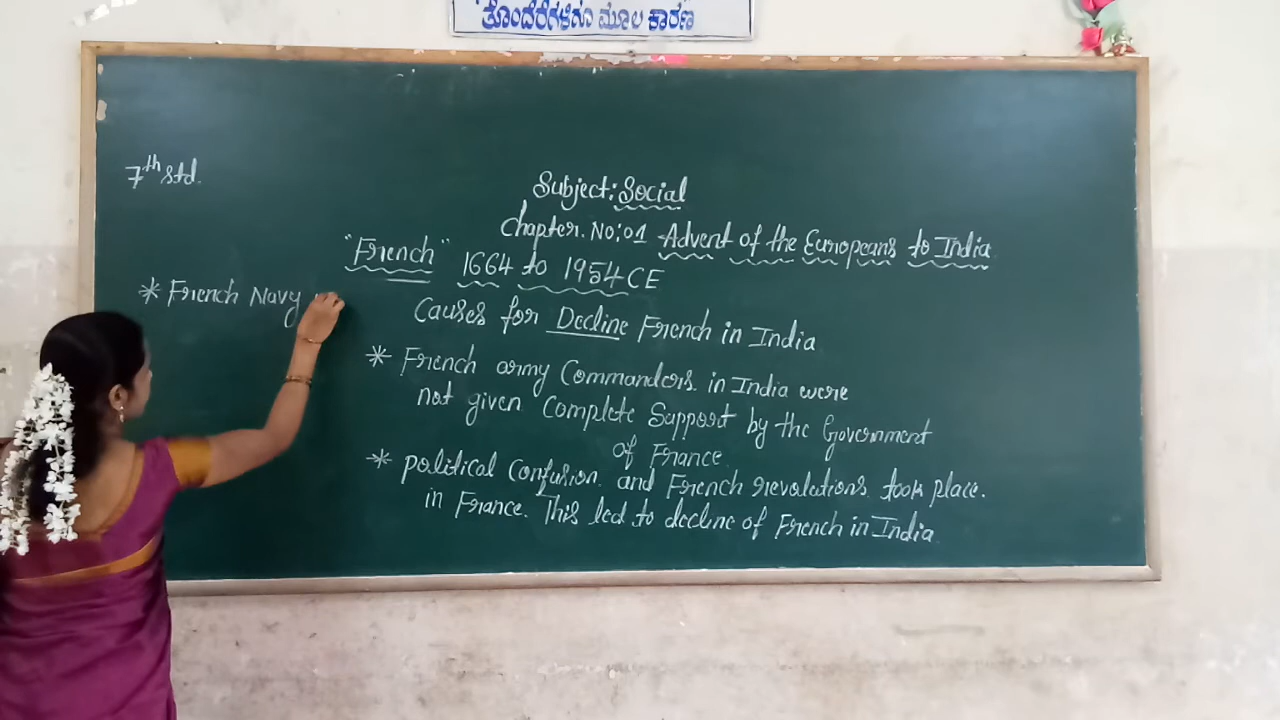 "ತೊಂದರೆಗಳಿಗೂ ಮೂಲ ಕಾರಣ"
7th std.
Subject: Social
Chapter. No: 01 Advent of the Europeans to India
"French" 1664 to 1954 CE
* French Navy
Causes for Decline French in India
* French army Commanders in India were
not given Complete Support by the Government
of France
* political Confusion and French revolutions took place.
in France. This led to decline of French in India